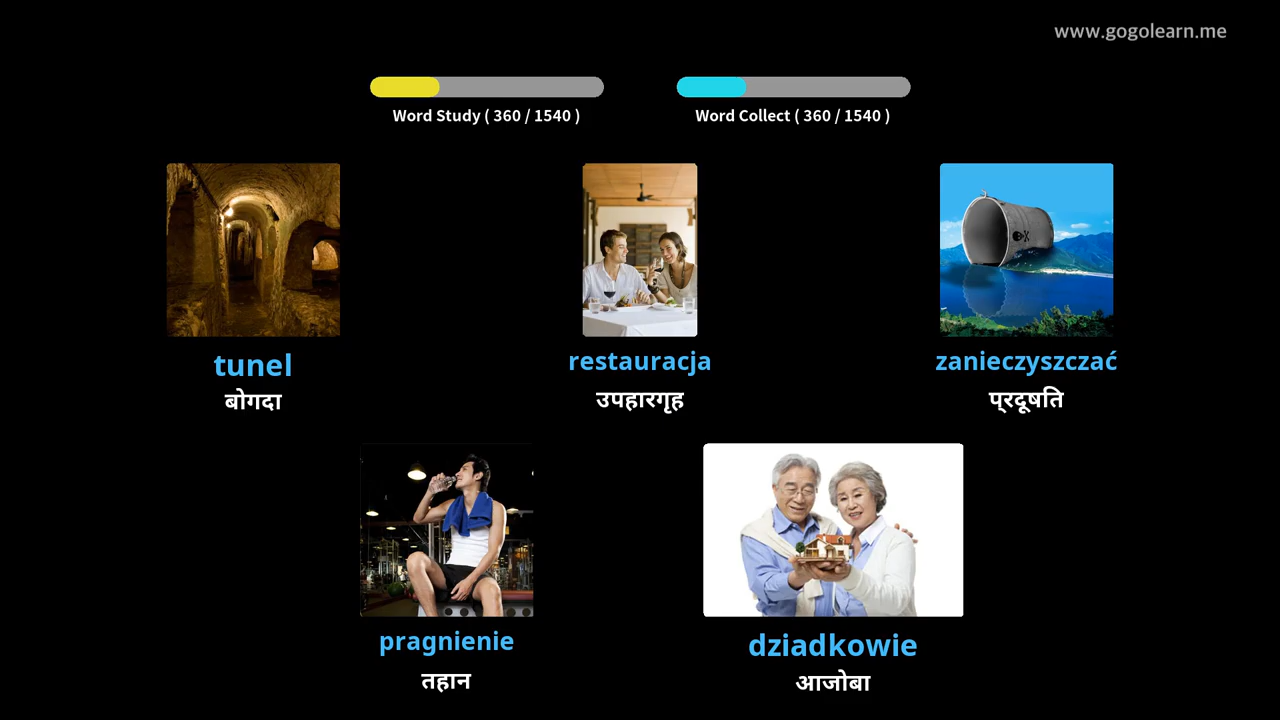 www.gogolearn.me
Word Study ( 360 / 1540 )
Word Collect ( 360 / 1540 )
tunel
बोगदा
restauracja
उपहारगृह
zanieczyszczać
प्रदूषति
pragnienie
तहान
dziadkowie
आजोबा